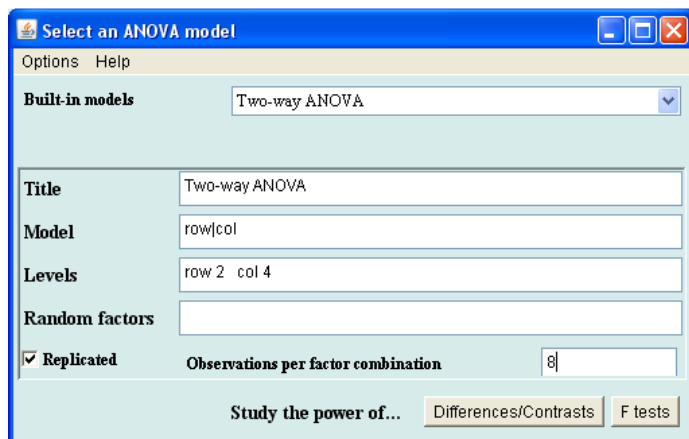 Select an ANOVA model
Options Help
Built-in models Two-way ANOVA
Title Two-way ANOVA
Model row|col
Levels row 2 col 4
Random factors
Replicated Observations per factor combination 8
Study the power of... Differences/Contrasts F tests